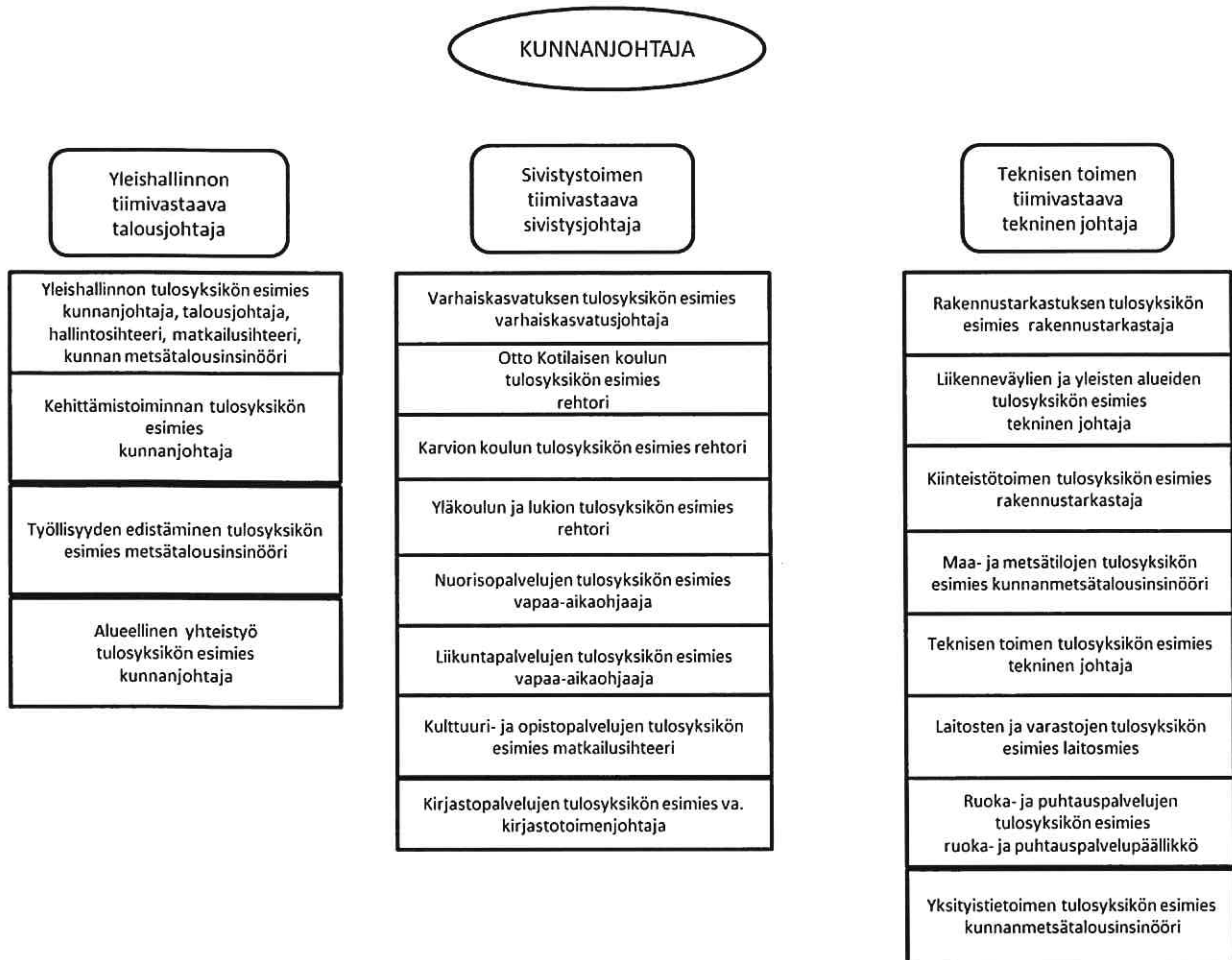 KUNNANJOHTAJA
Yleishallinnon
tiimivastaava
talousjohtaja
Yleishallinnon tulosyksikön esimies
kunnanjohtaja, talousjohtaja,
hallintosihteeri, matkailusihteeri,
kunnan metsätalousinsinööri
Kehittämistoiminnan tulosyksikön
esimies
kunnanjohtaja
Työllisyyden edistäminen tulosyksikön
esimies metsätalousinsinööri
Alueellinen yhteistyö
tulosyksikön esimies
kunnanjohtaja
Sivistystoimen
tiimivastaava
sivistysjohtaja
Varhaiskasvatuksen tulosyksikön esimies
varhaiskasvatusjohtaja
Otto Kotilaisen koulun
tulosyksikön esimies
rehtori
Karvion koulun tulosyksikön esimies rehtori
Yläkoulun ja lukion tulosyksikön esimies
rehtori
Nuorisopalvelujen tulosyksikön esimies
vapaa-aikaohjaaja
Liikuntapalvelujen tulosyksikön esimies
vapaa-aikaohjaaja
Kulttuuri- ja opistopalvelujen tulosyksikön
esimies matkailusihteeri
Kirjastopalvelujen tulosyksikön esimies va.
kirjastotoimenjohtaja
Teknisen toimen
tiimivastaava
tekninen johtaja
Rakennustarkastuksen tulosyksikön
esimies rakennustarkastaja
Liikenneväylien ja yleisten alueiden
tulosyksikön esimies
tekninen johtaja
Kiinteistötoimen tulosyksikön esimies
rakennustarkastaja
Maa- ja metsätilojen tulosyksikön
esimies kunnanmetsätalousinsinööri
Teknisen toimen tulosyksikön esimies
tekninen johtaja
Laitosten ja varastojen tulosyksikön
esimies laitosmies
Ruoka- ja puhtauspalvelujen
tulosyksikön esimies
ruoka- ja puhtauspalvelupäällikkö
Yksityistietoimen tulosyksikön esimies
kunnanmetsätalousinsinööri